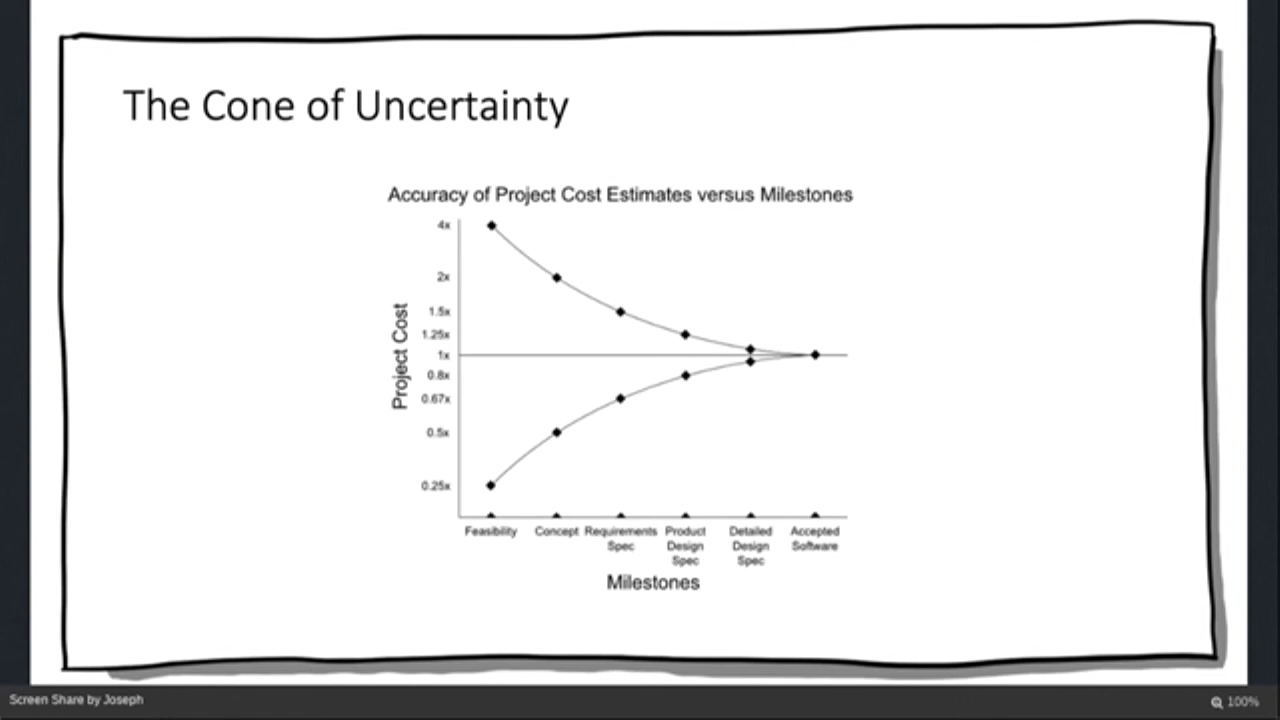 The Cone of Uncertainty
Accuracy of Project Cost Estimates versus Milestones
4x
2x
1.5x
1.25x
1x
0.8x
0.67x
0.5x
0.25x
Project Cost
Feasibility Concept Requirements Product Detailed Accepted
Spec Design Design Software
Spec Spec
Milestones
Screen Share by Joseph
100%